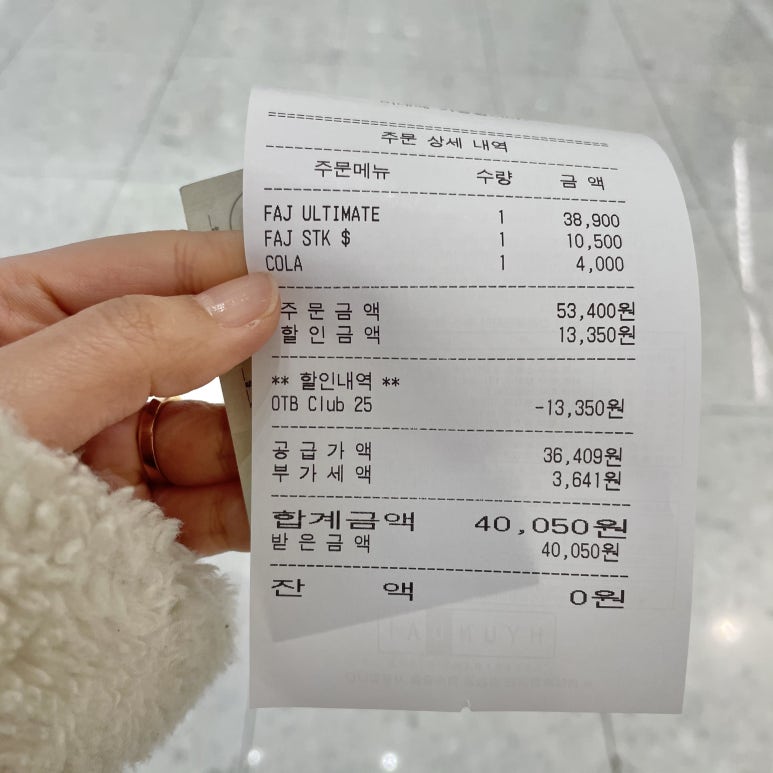 주문 상세 내역
주문메뉴 수량 금 액
FAJ ULTIMATE 1 38,900
FAJ STK $ 1 10,500
COLA 1 4,000
주 문 금 액 53,400원
할 인 금 액 13,350원
** 할인내역 **
OTB Club 25 -13,350원
공 급 가 액 36,409원
부 가 세 액 3,641원
합계금액 40,050원
받 은 금 액 40,050원
잔 액 0원